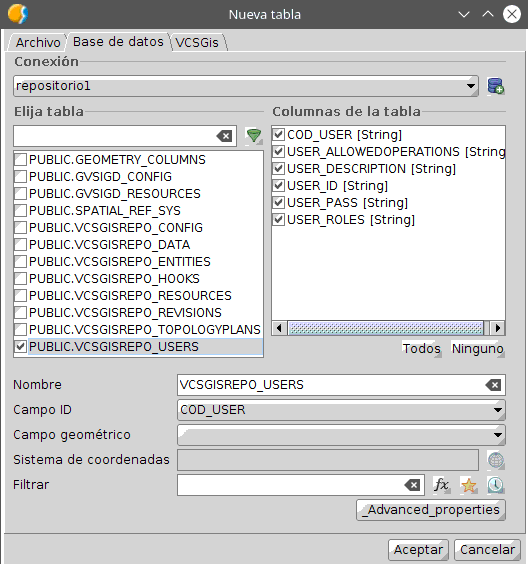 Nueva tabla
Archivo Base de datos VCSGis
Conexión
repositorio1
Elija tabla
PUBLIC.GEOMETRY_COLUMNS
PUBLIC.GVSIGD_CONFIG
PUBLIC.GVSIGD_RESOURCES
PUBLIC.SPATIAL_REF_SYS
PUBLIC.VCSGISREPO_CONFIG
PUBLIC.VCSGISREPO_DATA
PUBLIC.VCSGISREPO_ENTITIES
PUBLIC.VCSGISREPO_HOOKS
PUBLIC.VCSGISREPO_RESOURCES
PUBLIC.VCSGISREPO_REVISIONS
PUBLIC.VCSGISREPO_TOPOLOGYPLANS
PUBLIC.VCSGISREPO_USERS
Columnas de la tabla
COD_USER [String]
USER_ALLOWEDOPERATIONS [String
USER_DESCRIPTION [String]
USER_ID [String]
USER_PASS [String]
USER_ROLES [String]
Todos Ninguno
Nombre VCSGISREPO_USERS
Campo ID COD_USER
Campo geométrico
Sistema de coordenadas
Filtrar fx
_Advanced_properties
Aceptar Cancelar